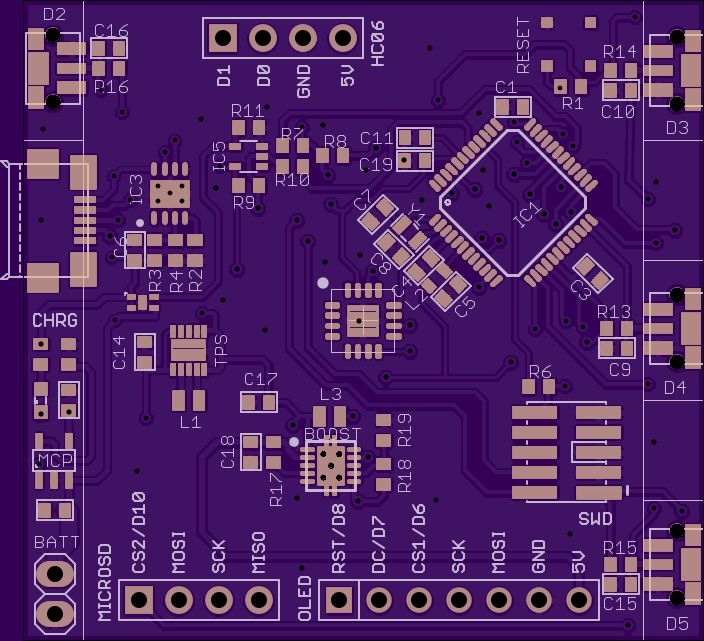 D2
C16
R16
D1
D0
GND
5V
HC06
RESET
R14
C10
R1
C1
D3
R11
R7
R8
IC5
R10
R9
C11
C19
IC3
C7
Y1
C8
C4
L2
C5
IC1
C3
C6
R3
R4
R2
CHRG
C14
TPS
L1
C17
L3
BOOST
R19
R18
C18
R17
R6
R13
C9
D4
MCP
SWD
BATT
MICROSD
CS2/D10
MOSI
SCK
MISO
OLED
RST/D8
DC/D7
CS1/D6
SCK
MOSI
GND
5V
R15
C15
D5